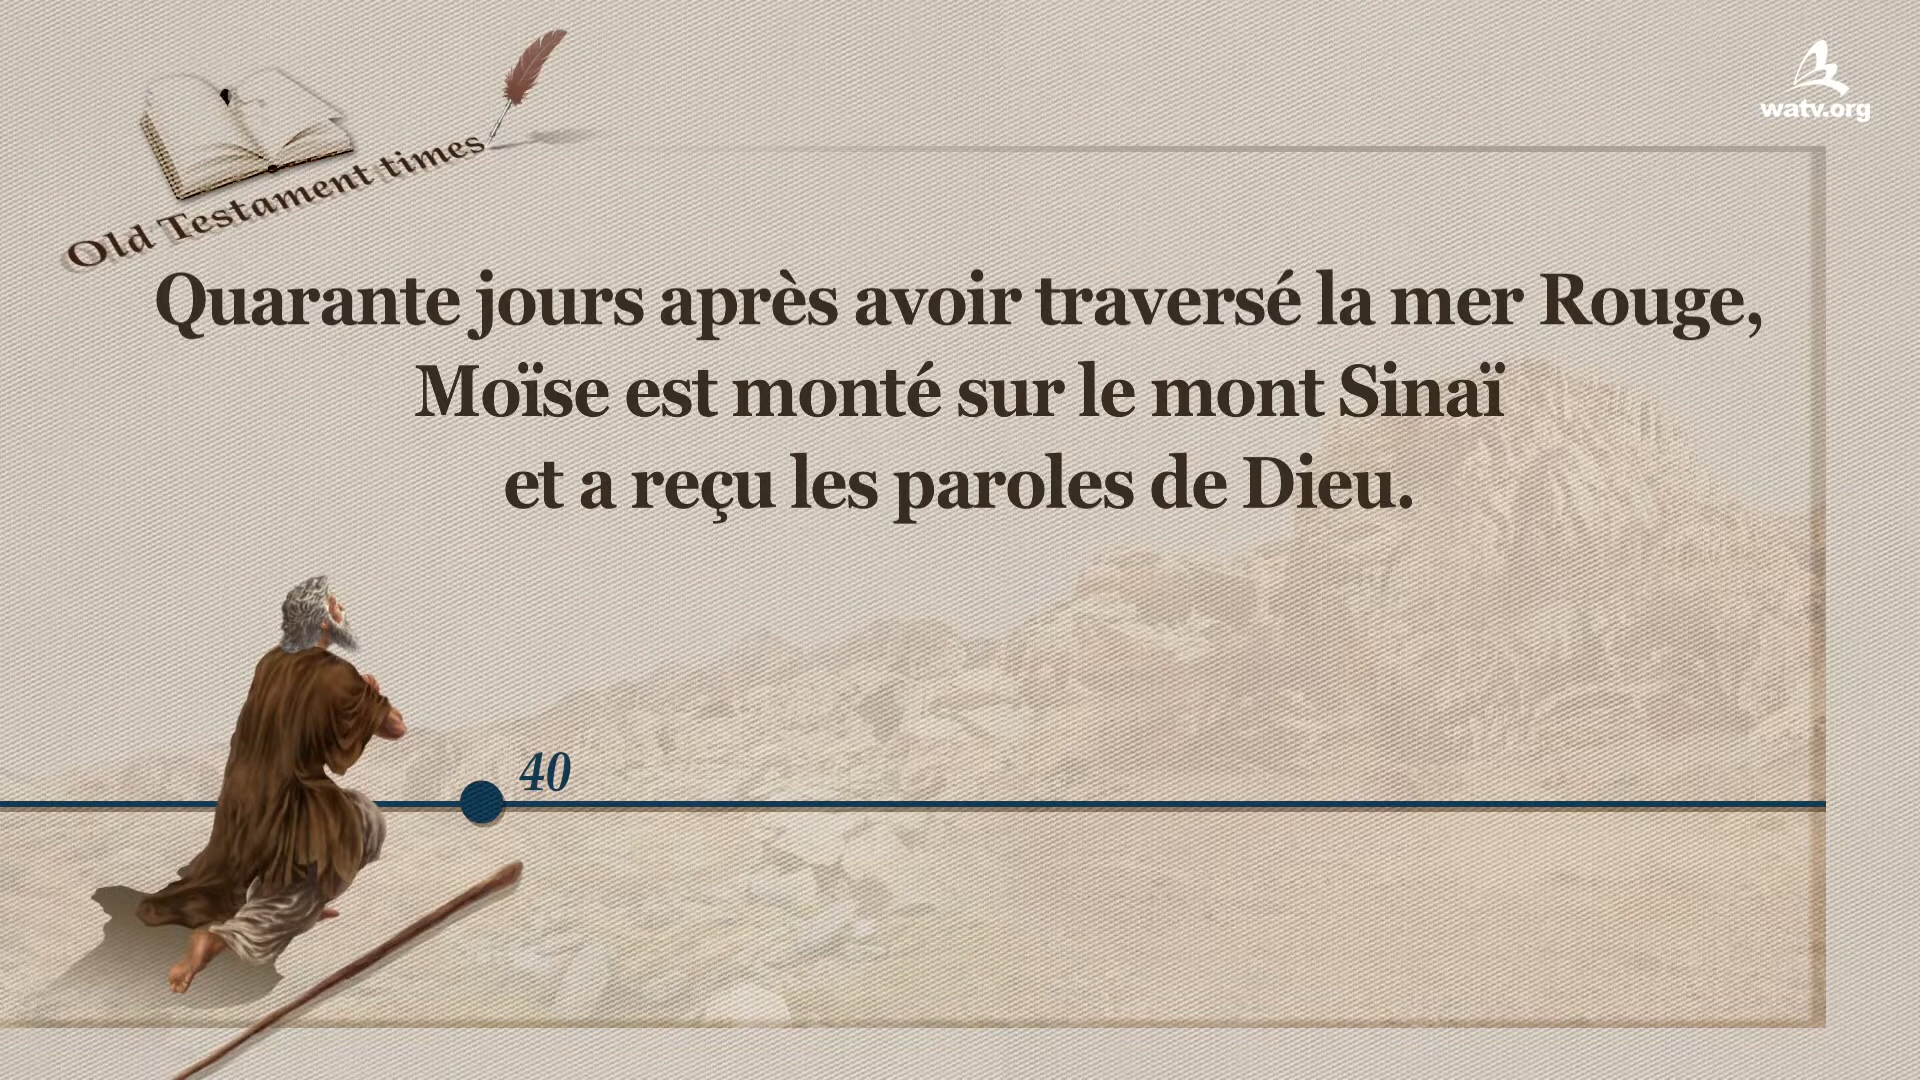 Old Testament times
watv.org
Quarante jours après avoir traversé la mer Rouge,
Moïse est monté sur le mont Sinaï
et a reçu les paroles de Dieu.
40